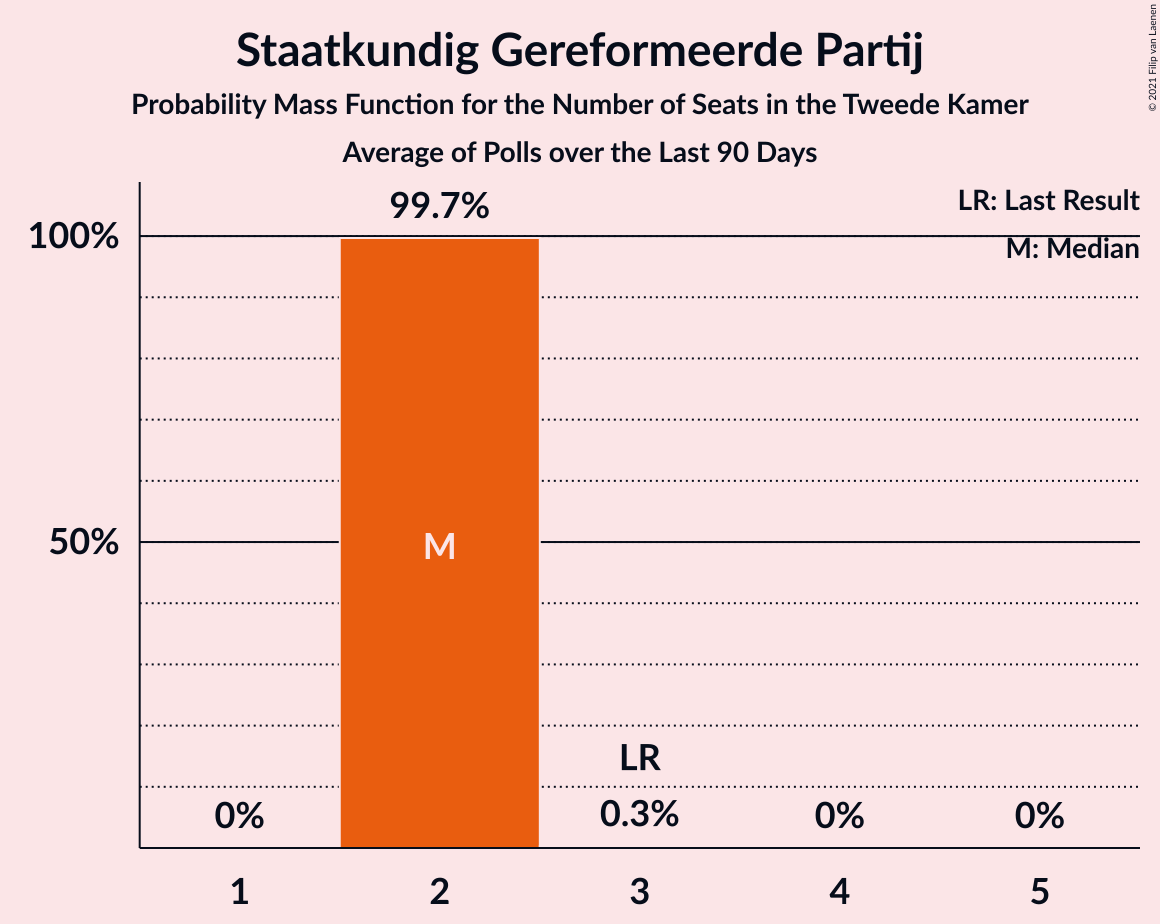 Staatkundig Gereformeerde Partij
Probability Mass Function for the Number of Seats in the Tweede Kamer
Average of Polls over the Last 90 Days
© 2021 Filip van Laenen
99.7%
LR: Last Result
100%
M: Median
50%
M
LR
0%
0.3%
0%
0%
1
2
3
4
5